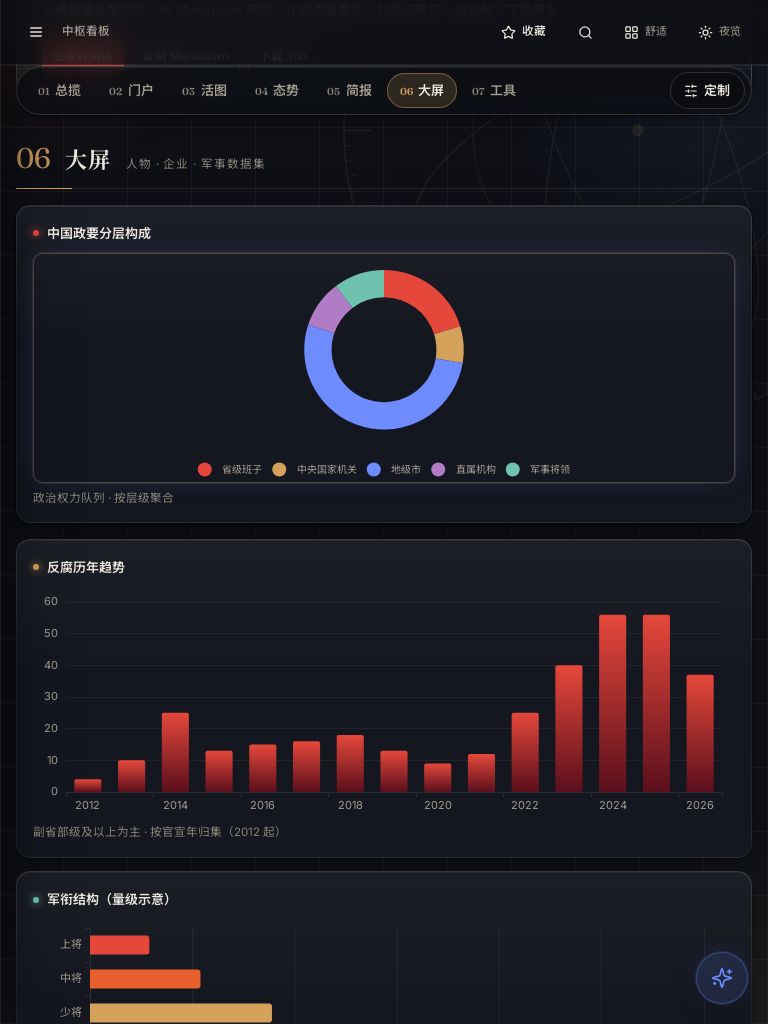 中枢看板
收藏
舒适
夜览
复制 Markdown
下载 .md
01 总揽
02 门户
03 活图
04 态势
05 简报
06 大屏
07 工具
定制
06 大屏 人物 · 企业 · 军事数据集
中国政要分层构成
省级班子
中央国家机关
地级市
直属机构
军事将领
政治权力队列 · 按层级聚合
反腐历年趋势
60
50
40
30
20
10
0
2012
2014
2016
2018
2020
2022
2024
2026
副省部级及以上为主 · 按官宣年归集（2012 起）
军衔结构（量级示意）
上将
中将
少将